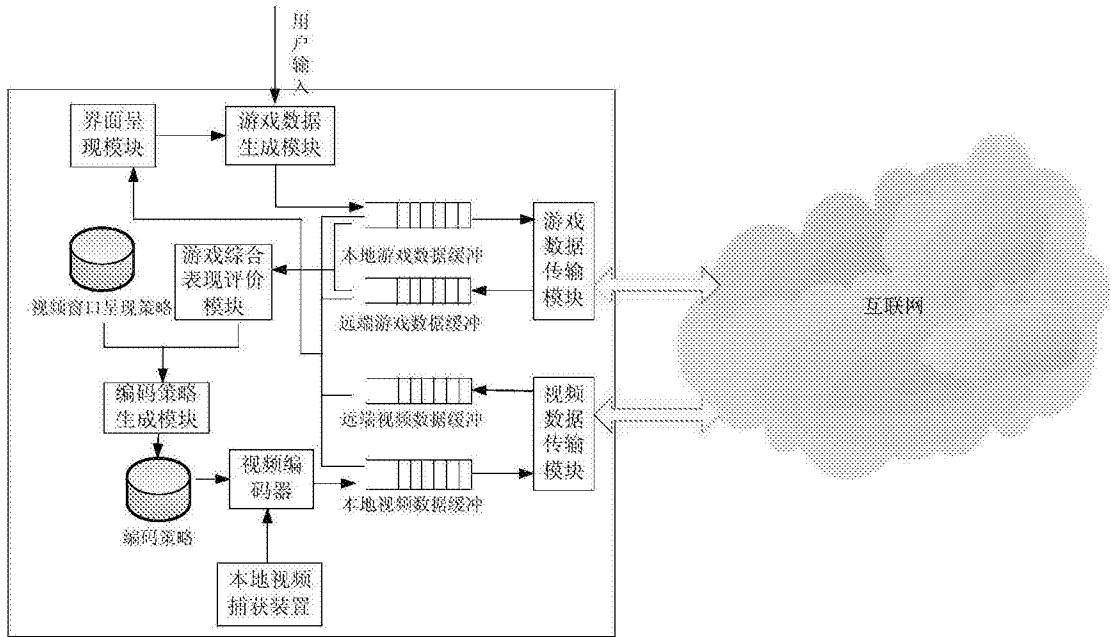 用户输入
界面呈
现模块
游戏数据
生成模块
本地游戏数据缓冲
游戏
数据
传输
模块
游戏综合
表现评价
模块
视频窗口呈现策略
远端游戏数据缓冲
互联网
编码策略
生成模块
远端视频数据缓冲
视频
数据
传输
模块
视频编
码器
本地视频数据缓冲
编码策略
本地视频
捕获装置